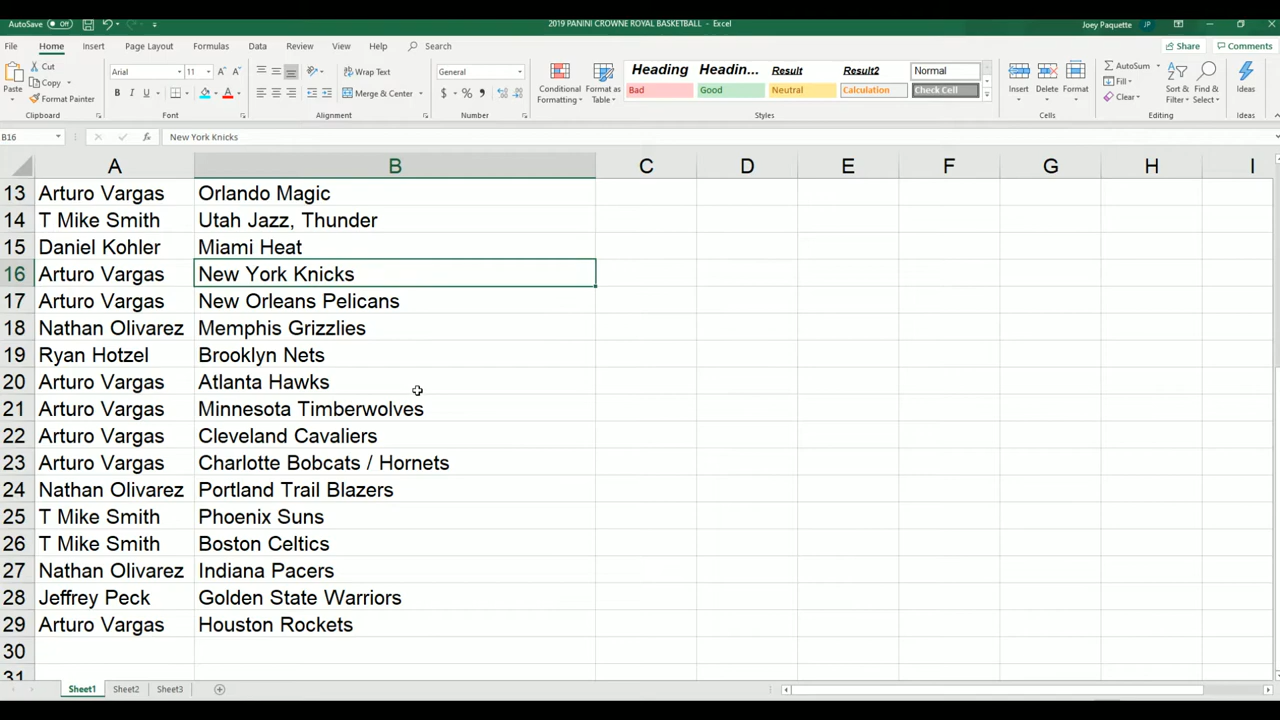 AutoSave Off 2019 PANINI CROWNE ROYAL BASKETBALL – Excel Joey Paquette JP
File Home Insert Page Layout Formulas Data Review View Help Search Share Comments
Paste Cut Copy Format Painter Clipboard
Arial 11 B I U Font
Wrap Text Merge & Center Alignment
General $ % Number
Conditional Formatting Format as Table
Heading Headin... Result Result2 Normal
Bad Good Neutral Calculation Check Cell
Styles
Insert Delete Format Cells
AutoSum Fill Clear Sort & Filter Find & Select Editing
Ideas Ideas
B16 fx New York Knicks
A B C D E F G H I
13 Arturo Vargas Orlando Magic
14 T Mike Smith Utah Jazz, Thunder
15 Daniel Kohler Miami Heat
16 Arturo Vargas New York Knicks
17 Arturo Vargas New Orleans Pelicans
18 Nathan Olivarez Memphis Grizzlies
19 Ryan Hotzel Brooklyn Nets
20 Arturo Vargas Atlanta Hawks
21 Arturo Vargas Minnesota Timberwolves
22 Arturo Vargas Cleveland Cavaliers
23 Arturo Vargas Charlotte Bobcats / Hornets
24 Nathan Olivarez Portland Trail Blazers
25 T Mike Smith Phoenix Suns
26 T Mike Smith Boston Celtics
27 Nathan Olivarez Indiana Pacers
28 Jeffrey Peck Golden State Warriors
29 Arturo Vargas Houston Rockets
30
31
Sheet1 Sheet2 Sheet3